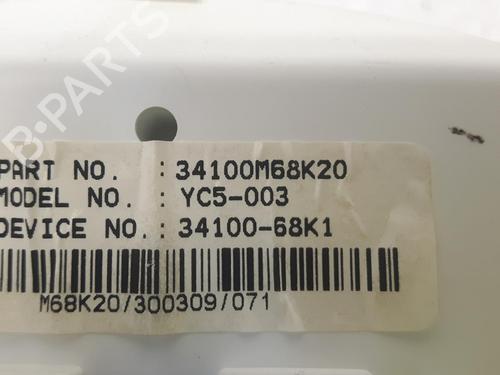 B-PARTS
PART NO. : 34100M68K20
MODEL NO. : YC5-003
DEVICE NO. : 34100-68K1
M68K20/300309/071